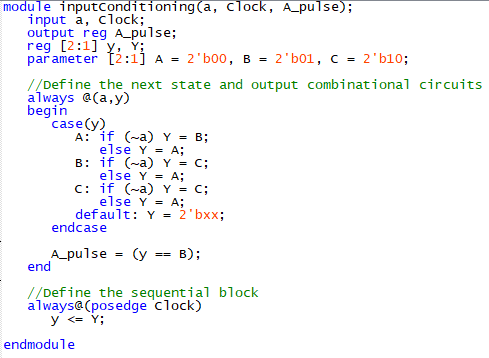 module inputConditioning(a, Clock, A_pulse);
input a, Clock;
output reg A_pulse;
reg [2:1] y, Y;
parameter [2:1] A = 2'b00, B = 2'b01, C = 2'b10;
//Define the next state and output combinational circuits
always @(a,y)
begin
case(y)
A: if (~a) Y = B;
else Y = A;
B: if (~a) Y = C;
else Y = A;
C: if (~a) Y = C;
else Y = A;
default: Y = 2'bxx;
endcase
A_pulse = (y == B);
end
//Define the sequential block
always@(posedge Clock)
y <= Y;
endmodule